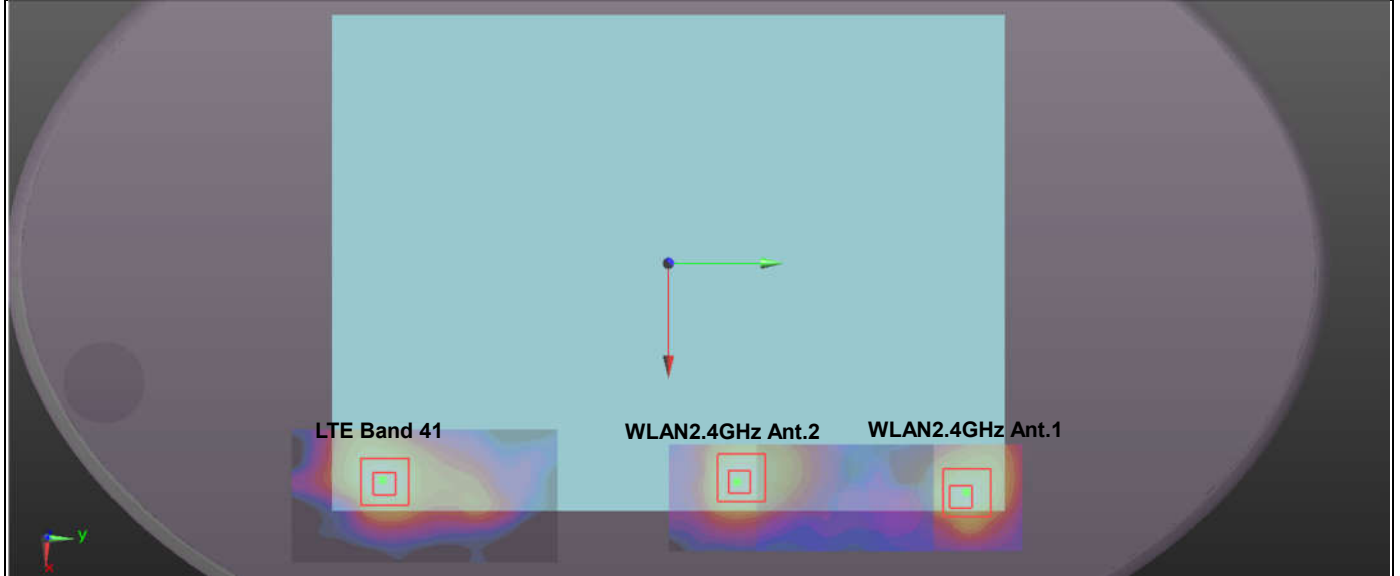 LTE Band 41
WLAN2.4GHz Ant.2
WLAN2.4GHz Ant.1
y
x